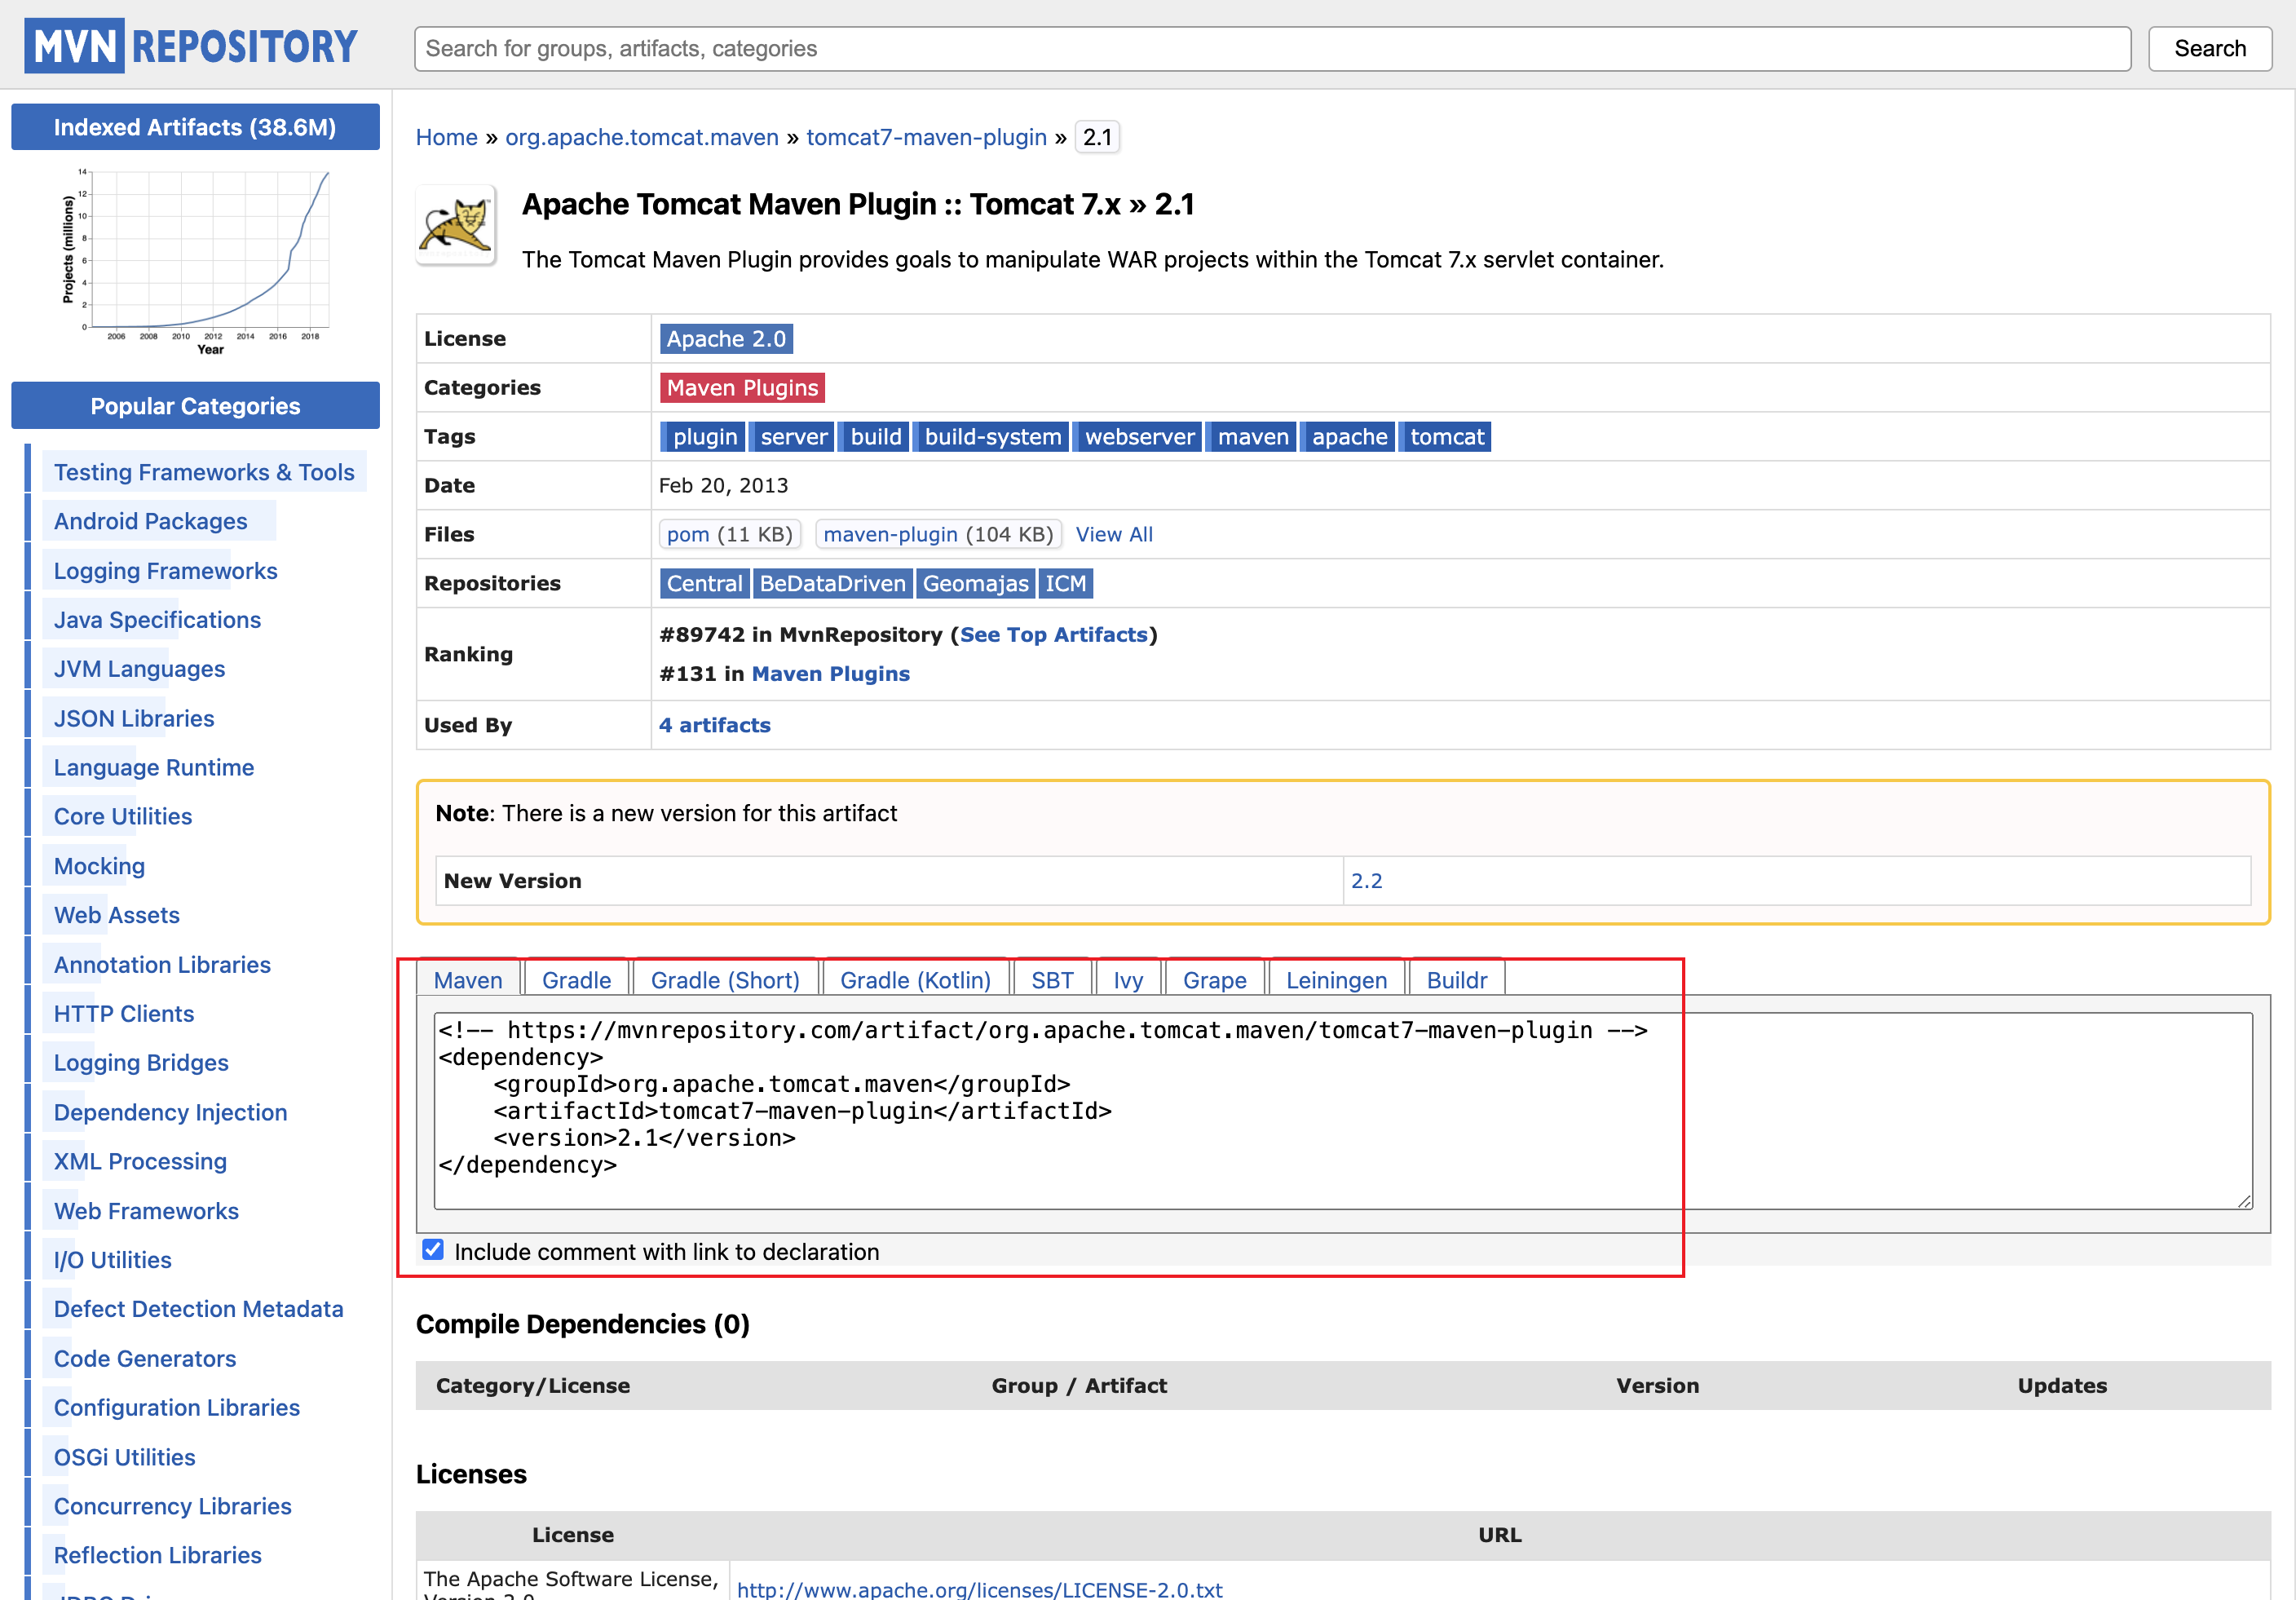 MVN REPOSITORY
Search for groups, artifacts, categories
Search
Indexed Artifacts (38.6M)
Projects (millions)
14
12
10
8
6
4
2
0
2006 2008 2010 2012 2014 2016 2018
Year
Popular Categories
Testing Frameworks & Tools
Android Packages
Logging Frameworks
Java Specifications
JVM Languages
JSON Libraries
Language Runtime
Core Utilities
Mocking
Web Assets
Annotation Libraries
HTTP Clients
Logging Bridges
Dependency Injection
XML Processing
Web Frameworks
I/O Utilities
Defect Detection Metadata
Code Generators
Configuration Libraries
OSGi Utilities
Concurrency Libraries
Reflection Libraries
Home » org.apache.tomcat.maven » tomcat7-maven-plugin » 2.1
Apache Tomcat Maven Plugin :: Tomcat 7.x » 2.1
The Tomcat Maven Plugin provides goals to manipulate WAR projects within the Tomcat 7.x servlet container.
License Apache 2.0
Categories Maven Plugins
Tags plugin server build build-system webserver maven apache tomcat
Date Feb 20, 2013
Files pom (11 KB) maven-plugin (104 KB) View All
Repositories Central BeDataDriven Geomajas ICM
Ranking
#89742 in MvnRepository (See Top Artifacts)
#131 in Maven Plugins
Used By 4 artifacts
Note: There is a new version for this artifact
New Version 2.2
Maven Gradle Gradle (Short) Gradle (Kotlin) SBT Ivy Grape Leiningen Buildr
<!-- https://mvnrepository.com/artifact/org.apache.tomcat.maven/tomcat7-maven-plugin -->
<dependency>
    <groupId>org.apache.tomcat.maven</groupId>
    <artifactId>tomcat7-maven-plugin</artifactId>
    <version>2.1</version>
</dependency>
Include comment with link to declaration
Compile Dependencies (0)
Category/License Group / Artifact Version Updates
Licenses
License URL
The Apache Software License,
http://www.apache.org/licenses/LICENSE-2.0.txt